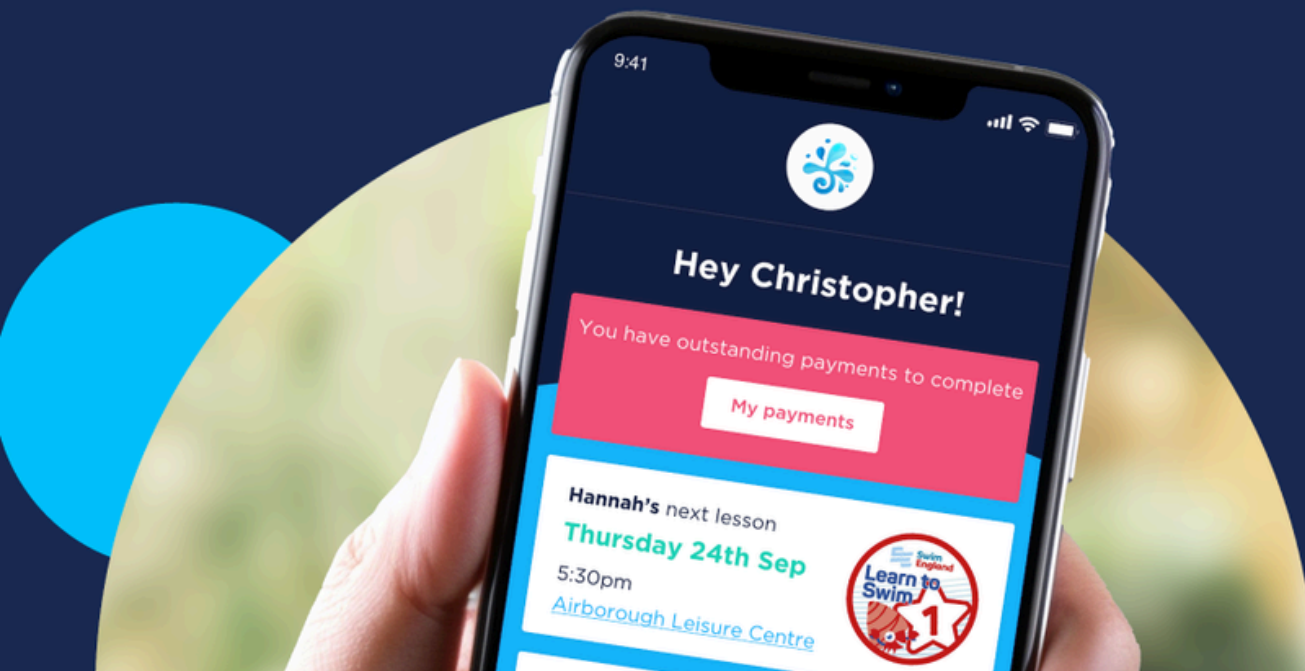 9:41
Hey Christopher!
You have outstanding payments to complete
My payments
Hannah's next lesson
Thursday 24th Sep
5:30pm
Airborough Leisure Centre
Swim
England
Learn to
Swim
1